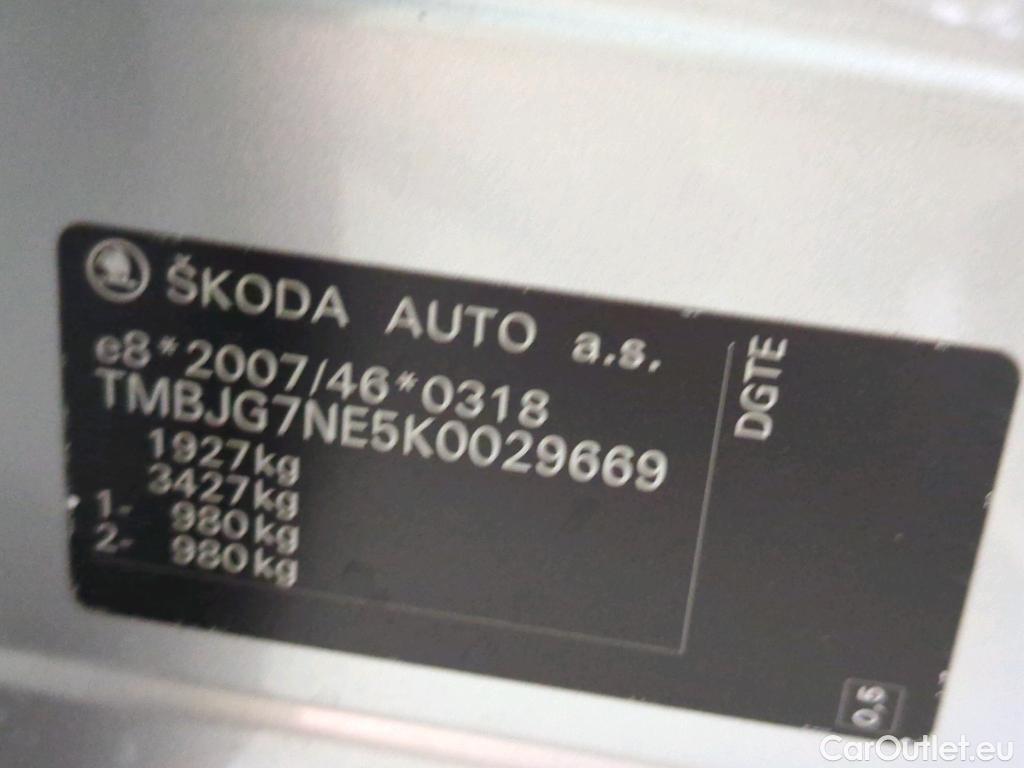 ŠKODA AUTO a.s.
e8*2007/46*0318
TMBJG7NE5K0029669
1927kg
3427kg
1- 980kg
2- 980kg
DGTE
0,5
CarOutlet.eu